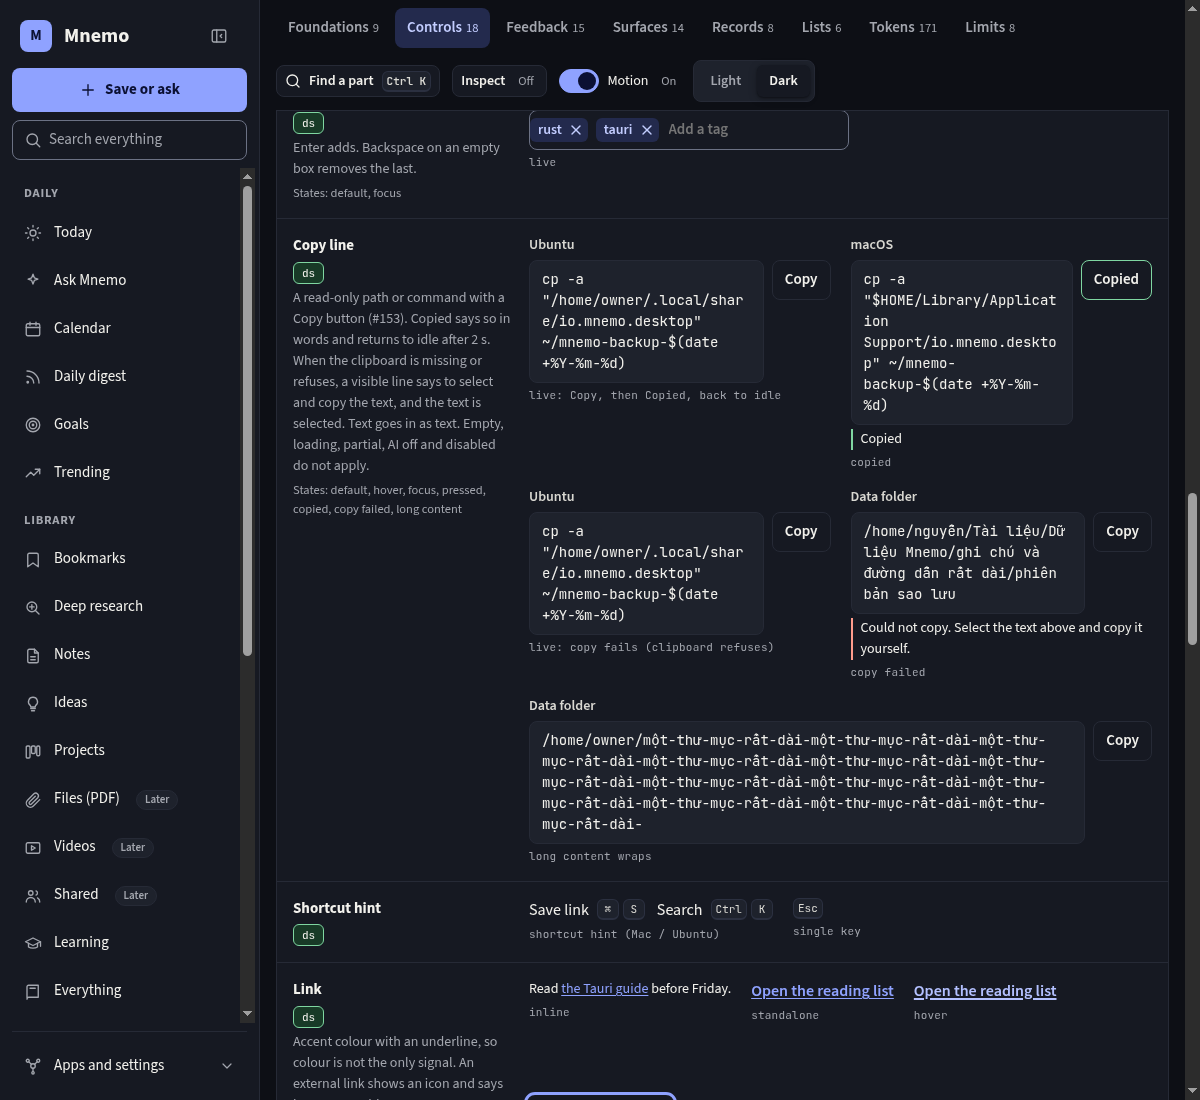 M Mnemo
Save or ask
Search everything
DAILY
Today
Ask Mnemo
Calendar
Daily digest
Goals
Trending
LIBRARY
Bookmarks
Deep research
Notes
Ideas
Projects
Files (PDF) Later
Videos Later
Shared Later
Learning
Everything
Apps and settings
Foundations 9 Controls 18 Feedback 15 Surfaces 14 Records 8 Lists 6 Tokens 171 Limits 8
Find a part Ctrl K Inspect Off Motion On Light Dark
ds
Enter adds. Backspace on an empty
box removes the last.
States: default, focus
rust tauri Add a tag
live
Copy line
ds
A read-only path or command with a
Copy button (#153). Copied says so in
words and returns to idle after 2 s.
When the clipboard is missing or
refuses, a visible line says to select
and copy the text, and the text is
selected. Text goes in as text. Empty,
loading, partial, AI off and disabled
do not apply.
States: default, hover, focus, pressed,
copied, copy failed, long content
Ubuntu
cp -a
"/home/owner/.local/shar
e/io.mnemo.desktop"
~/mnemo-backup-$(date
+%Y-%m-%d)
Copy
live: Copy, then Copied, back to idle
macOS
cp -a
"$HOME/Library/Applicat
ion
Support/io.mnemo.deskto
p" ~/mnemo-
backup-$(date +%Y-%m-
%d)
Copied
Copied
copied
Ubuntu
cp -a
"/home/owner/.local/shar
e/io.mnemo.desktop"
~/mnemo-backup-$(date
+%Y-%m-%d)
Copy
live: copy fails (clipboard refuses)
Data folder
/home/nguyễn/Tài liệu/Dữ
liệu Mnemo/ghi chú và
đường dẫn rất dài/phiên
bản sao lưu
Copy
Could not copy. Select the text above and copy it
yourself.
copy failed
Data folder
/home/owner/một-thư-mục-rất-dài-một-thư-mục-rất-dài-một-thư-
mục-rất-dài-một-thư-mục-rất-dài-một-thư-mục-rất-dài-một-thư-
mục-rất-dài-một-thư-mục-rất-dài-một-thư-mục-rất-dài-một-thư-
mục-rất-dài-một-thư-mục-rất-dài-một-thư-mục-rất-dài-một-thư-
mục-rất-dài-
Copy
long content wraps
Shortcut hint
ds
Save link ⌘ S Search Ctrl K Esc
shortcut hint (Mac / Ubuntu) single key
Link
ds
Accent colour with an underline, so
colour is not the only signal. An
external link shows an icon and says
Read the Tauri guide before Friday.
inline
Open the reading list
standalone
Open the reading list
hover